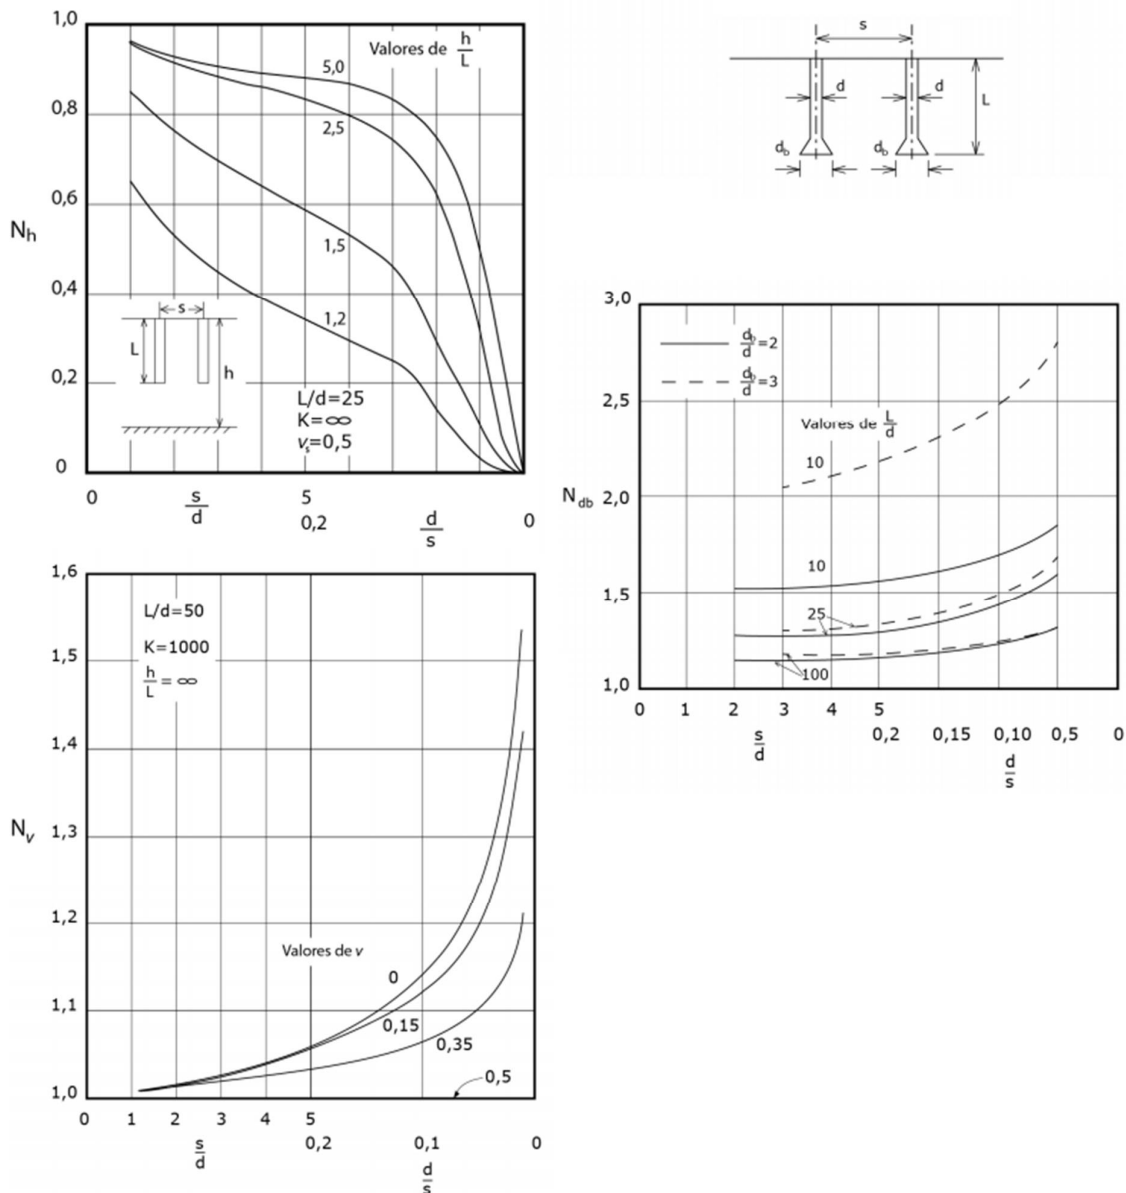 1,0
0,8
0,6
0,4
0,2
0
N_h
Valores de h/L
5,0
2,5
1,5
1,2
s
L
h
L/d=25
K=∞
ν_s=0,5
0 s/d 5 0,2 d/s 0
s
d d L
d_b d_b
3,0
2,5
2,0
1,5
1,0
N_db
d_b/d=2
d_b/d=3
Valores de L/d
10
10
25
100
0 1 2 3 4 5
0,2 0,15 0,10 0,5 0
s/d
d/s
1,6
1,5
1,4
1,3
1,2
1,1
1,0
N_v
L/d=50
K=1000
h/L = ∞
Valores de v
0
0,15
0,35
0,5
0 1 2 3 4 5
0,2 0,1 0
s/d
d/s